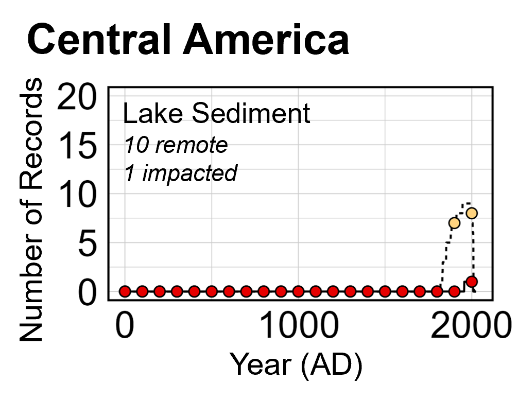 Central America
Number of Records
20
15
10
5
0
Lake Sediment
10 remote
1 impacted
0 1000 2000
Year (AD)